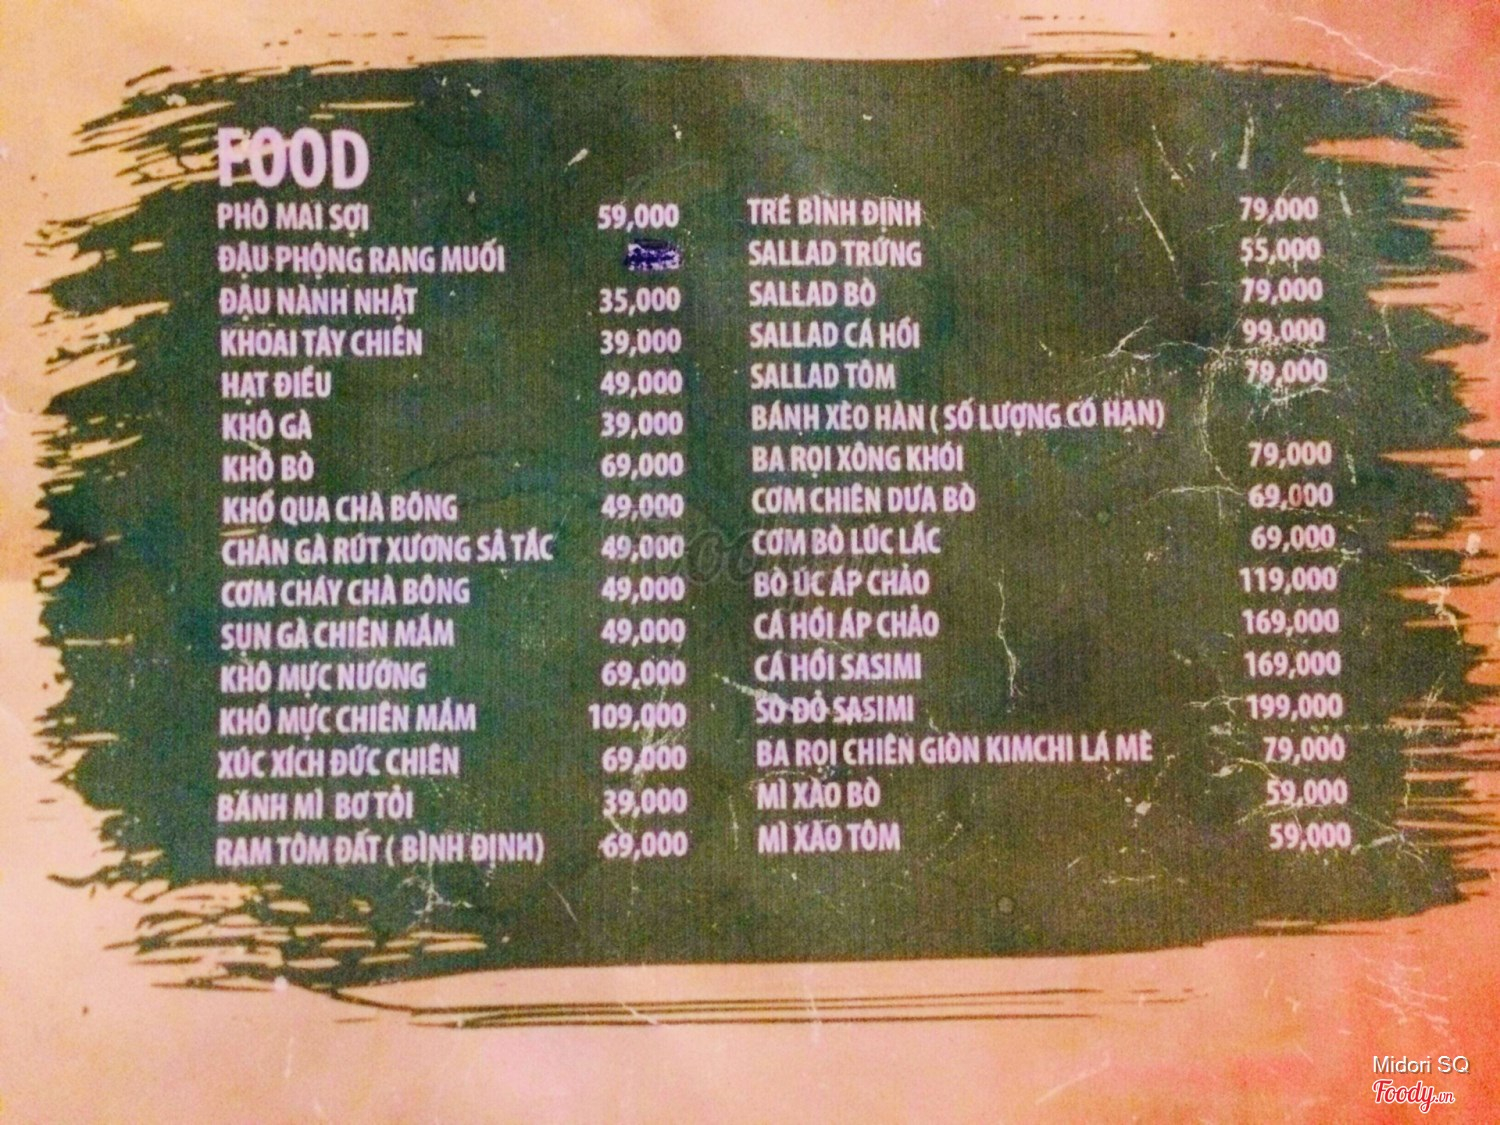 FOOD
PHÔ MAI SỢI 59,000
ĐẬU PHỘNG RANG MUỐI
ĐẬU NÀNH NHẬT 35,000
KHOAI TÂY CHIÊN 39,000
HẠT ĐIỀU 49,000
KHÔ GÀ 39,000
KHÔ BÒ 69,000
KHỔ QUA CHÀ BÔNG 49,000
CHÂN GÀ RÚT XƯƠNG SẢ TẮC 49,000
CƠM CHÁY CHÀ BÔNG 49,000
SỤN GÀ CHIÊN MẮM 49,000
KHÔ MỰC NƯỚNG 69,000
KHÔ MỰC CHIÊN MẮM 109,000
XÚC XÍCH ĐỨC CHIÊN 69,000
BÁNH MÌ BƠ TỎI 39,000
RAM TÔM ĐẤT ( BÌNH ĐỊNH) 69,000
TRÉ BÌNH ĐỊNH 79,000
SALLAD TRỨNG 55,000
SALLAD BÒ 79,000
SALLAD CÁ HỒI 99,000
SALLAD TÔM 79,000
BÁNH XÈO HÀN ( SỐ LƯỢNG CÓ HẠN)
BA RỌI XÔNG KHÓI 79,000
CƠM CHIÊN DƯA BÒ 69,000
CƠM BÒ LÚC LẮC 69,000
BÒ ÚC ÁP CHẢO 119,000
CÁ HỒI ÁP CHẢO 169,000
CÁ HỒI SASIMI 169,000
SÒ ĐỎ SASIMI 199,000
BA RỌI CHIÊN GIÒN KIMCHI LÁ MÈ 79,000
MÌ XÀO BÒ 59,000
MÌ XÀO TÔM 59,000
Midori SQ
Foody.vn